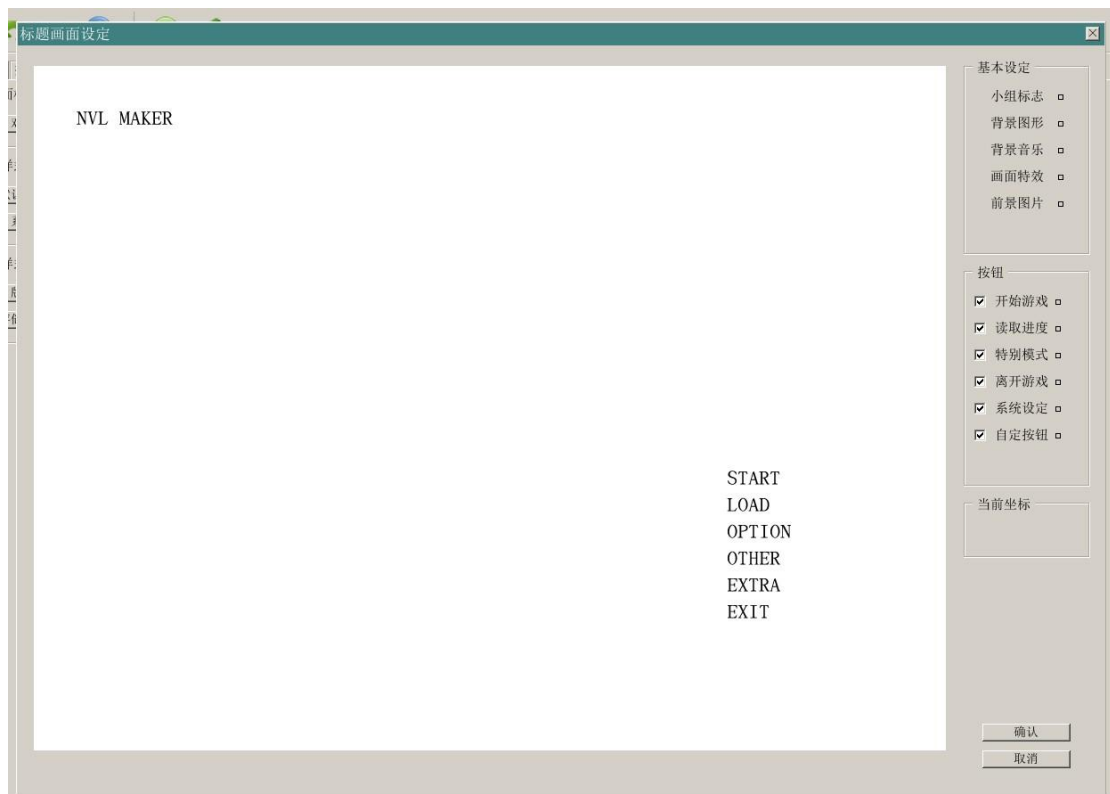 标题画面设定
NVL MAKER
START
LOAD
OPTION
OTHER
EXTRA
EXIT
基本设定
小组标志
背景图形
背景音乐
画面特效
前景图片
按钮
开始游戏
读取进度
特别模式
离开游戏
系统设定
自定按钮
当前坐标
确认
取消